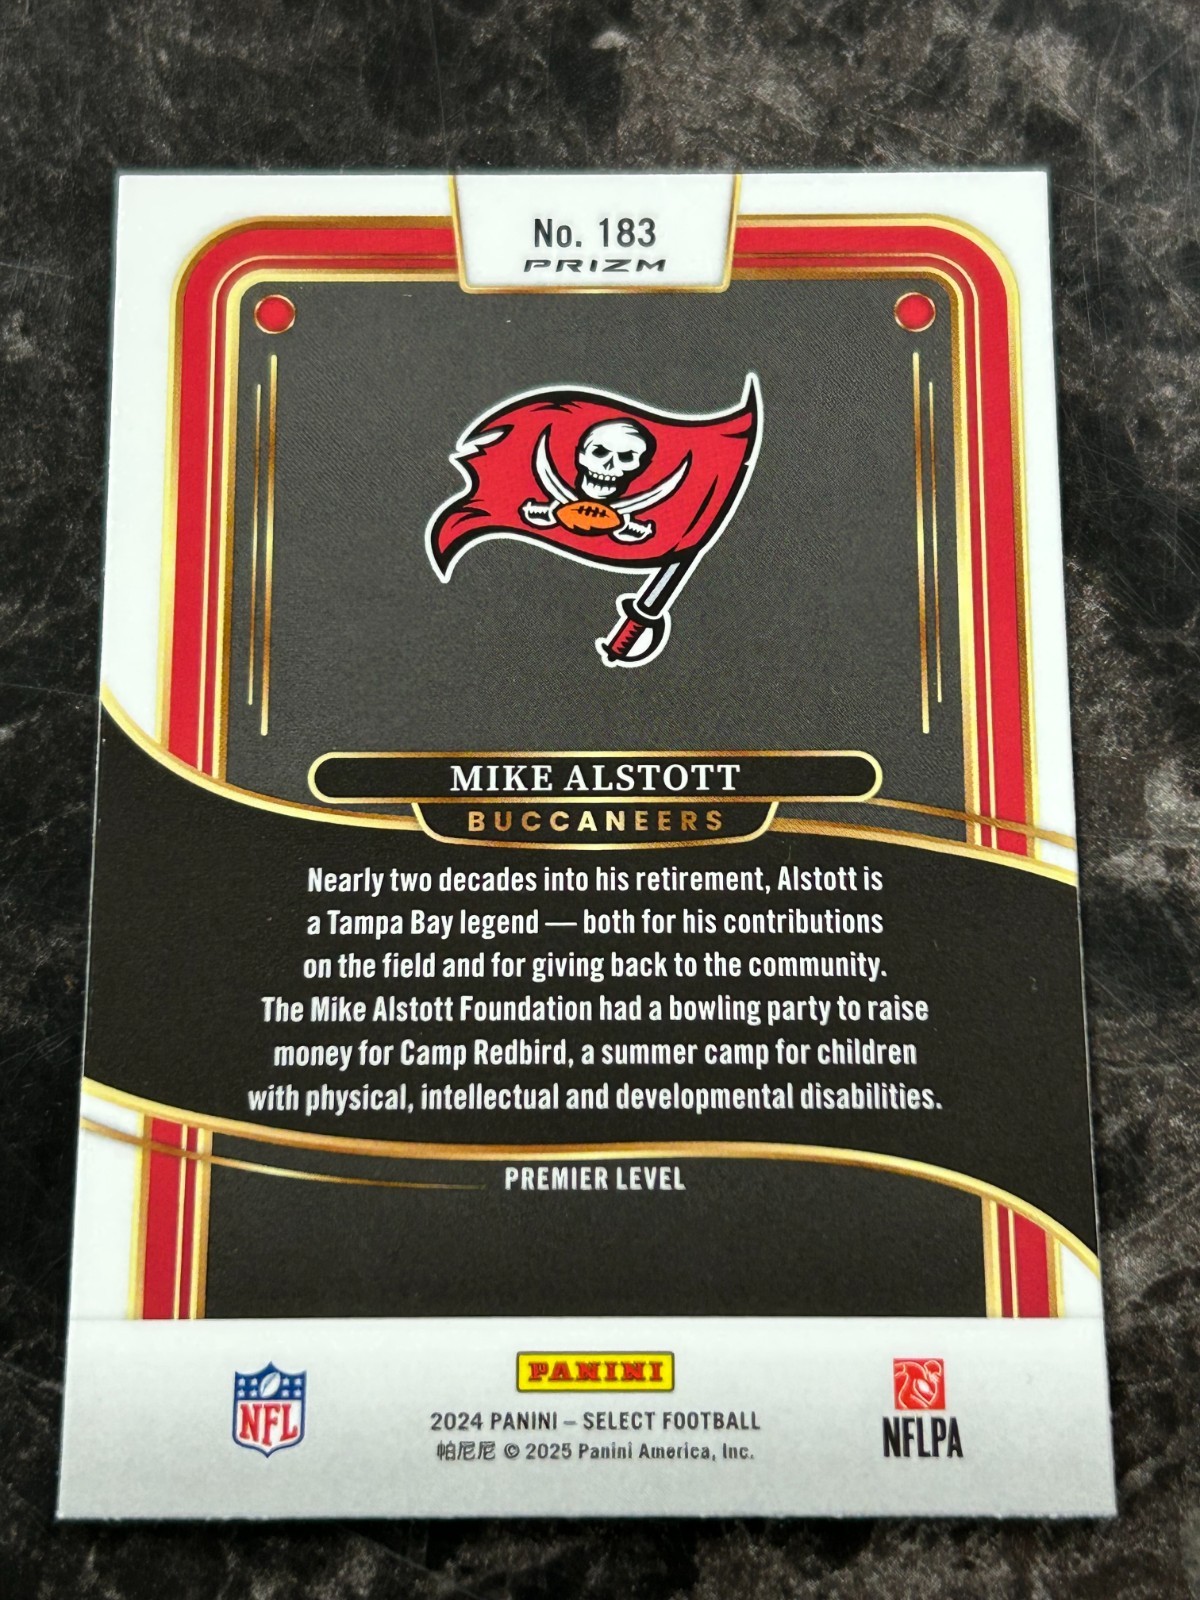 No. 183
PRIZM
MIKE ALSTOTT
BUCCANEERS
Nearly two decades into his retirement, Alstott is
a Tampa Bay legend — both for his contributions
on the field and for giving back to the community.
The Mike Alstott Foundation had a bowling party to raise
money for Camp Redbird, a summer camp for children
with physical, intellectual and developmental disabilities.
PREMIER LEVEL
NFL
PANINI
NFLPA
2024 PANINI – SELECT FOOTBALL
帕尼尼 © 2025 Panini America, Inc.